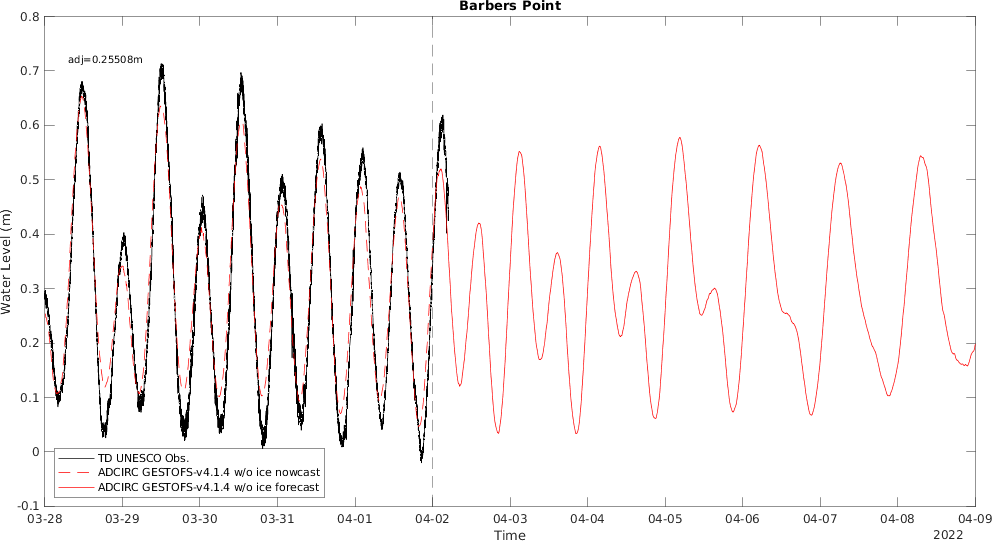 Barbers Point
adj=0.25508m
0.8
0.7
0.6
0.5
0.4
0.3
0.2
0.1
0
-0.1
Water Level (m)
TD UNESCO Obs.
ADCIRC GESTOFS-v4.1.4 w/o ice nowcast
ADCIRC GESTOFS-v4.1.4 w/o ice forecast
03-28 03-29 03-30 03-31 04-01 04-02 04-03 04-04 04-05 04-06 04-07 04-08 04-09
Time
2022